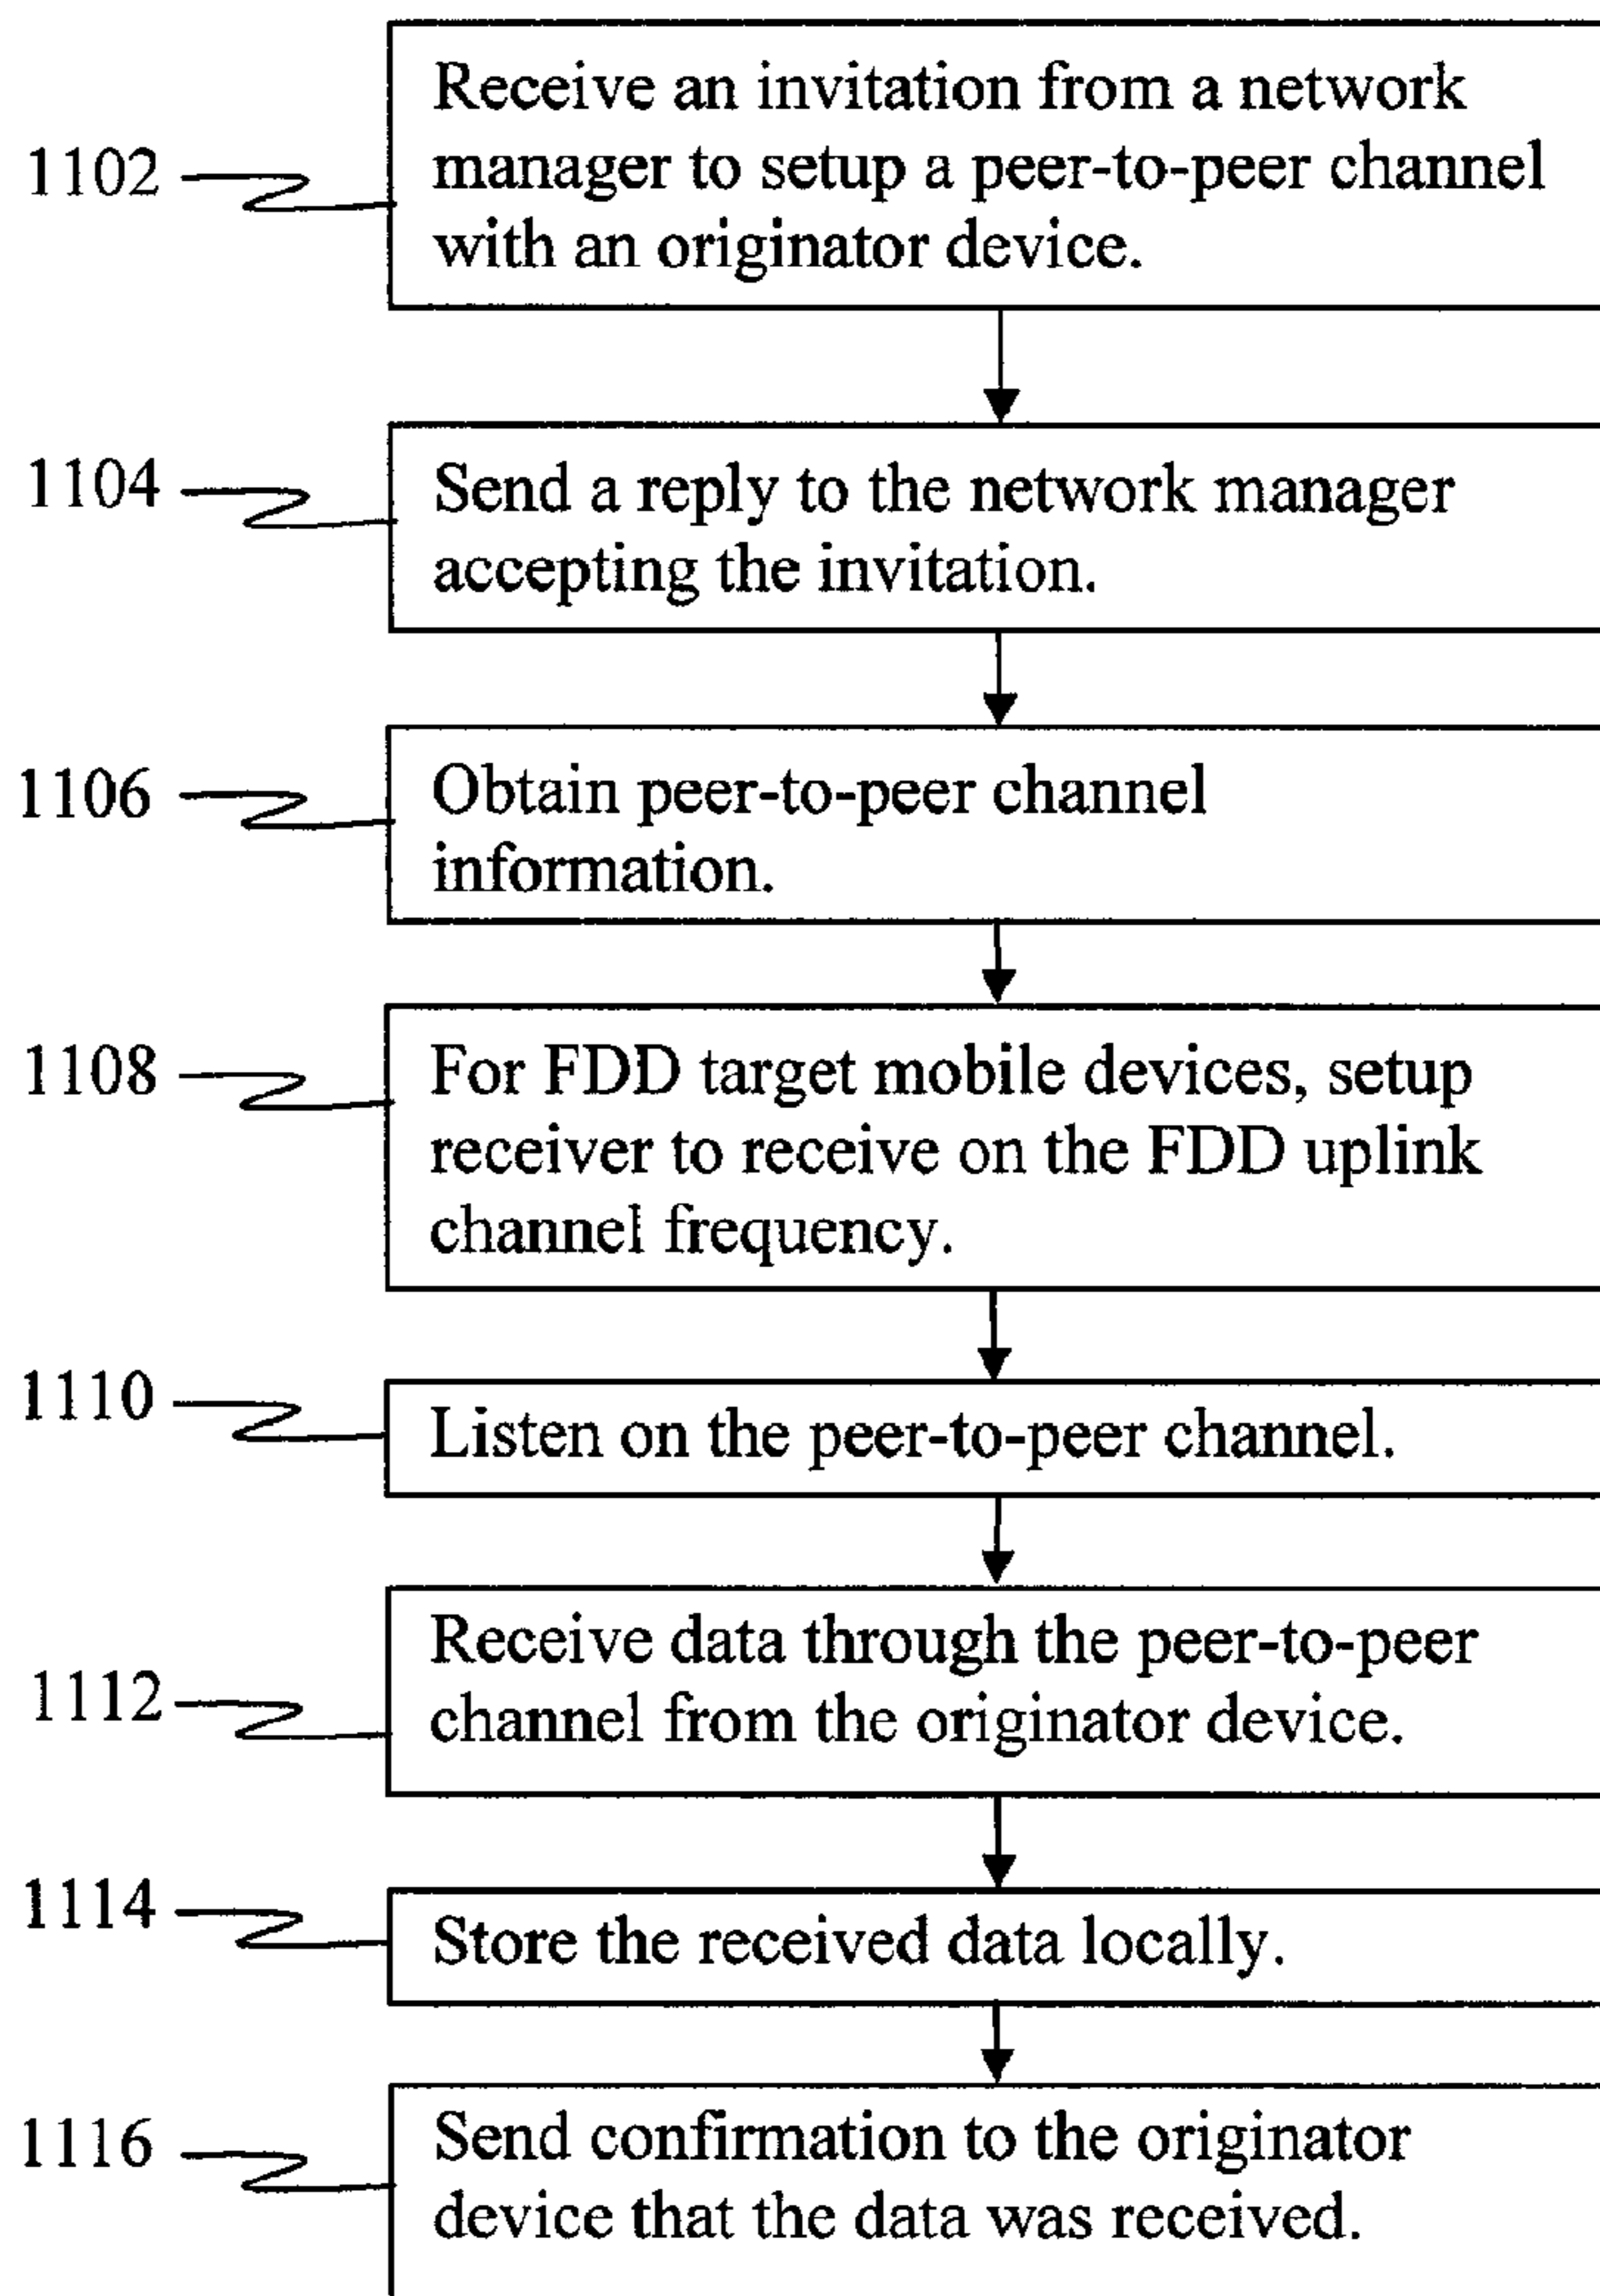 1102
Receive an invitation from a network
manager to setup a peer-to-peer channel
with an originator device.
1104
Send a reply to the network manager
accepting the invitation.
1106
Obtain peer-to-peer channel
information.
1108
For FDD target mobile devices, setup
receiver to receive on the FDD uplink
channel frequency.
1110
Listen on the peer-to-peer channel.
1112
Receive data through the peer-to-peer
channel from the originator device.
1114
Store the received data locally.
1116
Send confirmation to the originator
device that the data was received.